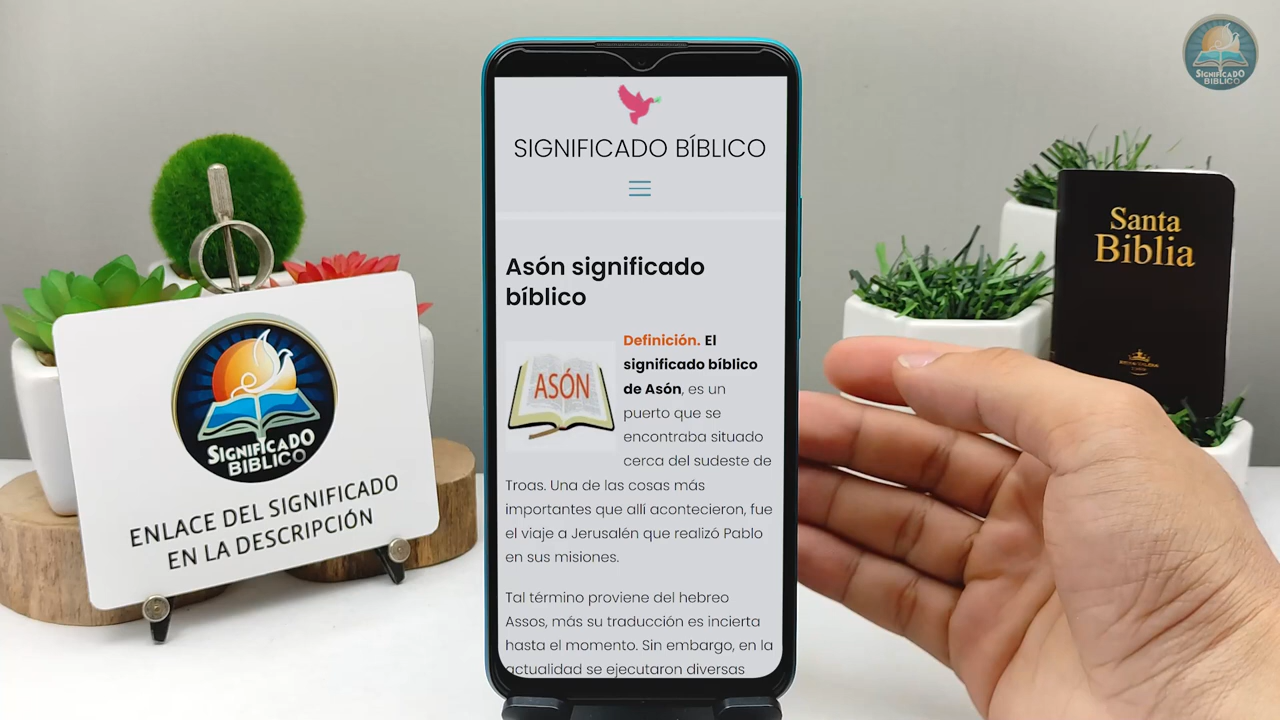 SIGNIFICADO BIBLICO
SIGNIFICADO BÍBLICO
Asón significado
bíblico
ASÓN
Definición. El
significado bíblico
de Asón, es un
puerto que se
encontraba situado
cerca del sudeste de
Troas. Una de las cosas más
importantes que allí acontecieron, fue
el viaje a Jerusalén que realizó Pablo
en sus misiones.
Tal término proviene del hebreo
Assos, más su traducción es incierta
hasta el momento. Sin embargo, en la
actualidad se ejecutaron diversas
SIGNIFICADO
BIBLICO
ENLACE DEL SIGNIFICADO
EN LA DESCRIPCIÓN
Santa
Biblia